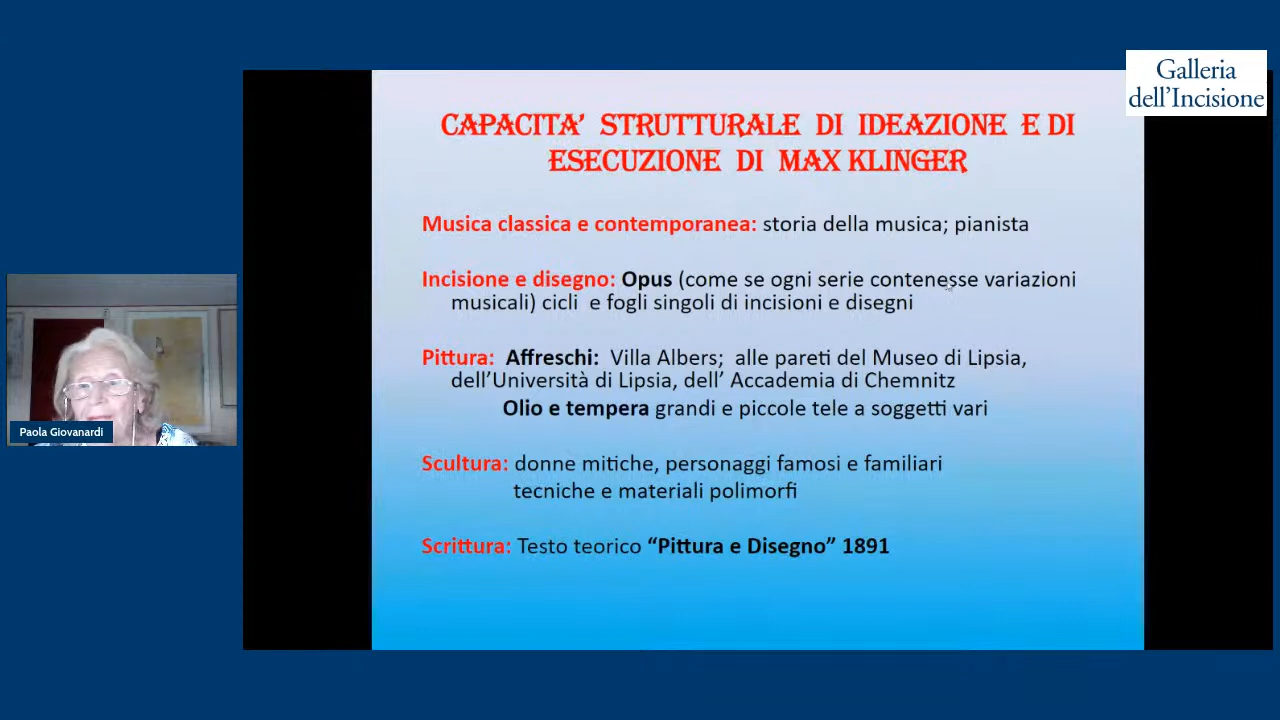 Galleria
dell'Incisione
CAPACITA' STRUTTURALE DI IDEAZIONE E DI
ESECUZIONE DI MAX KLINGER
Musica classica e contemporanea: storia della musica; pianista
Incisione e disegno: Opus (come se ogni serie contenesse variazioni
musicali) cicli e fogli singoli di incisioni e disegni
Pittura: Affreschi: Villa Albers; alle pareti del Museo di Lipsia,
dell'Università di Lipsia, dell' Accademia di Chemnitz
Olio e tempera grandi e piccole tele a soggetti vari
Scultura: donne mitiche, personaggi famosi e familiari
tecniche e materiali polimorfi
Scrittura: Testo teorico “Pittura e Disegno” 1891
Paola Giovanardi